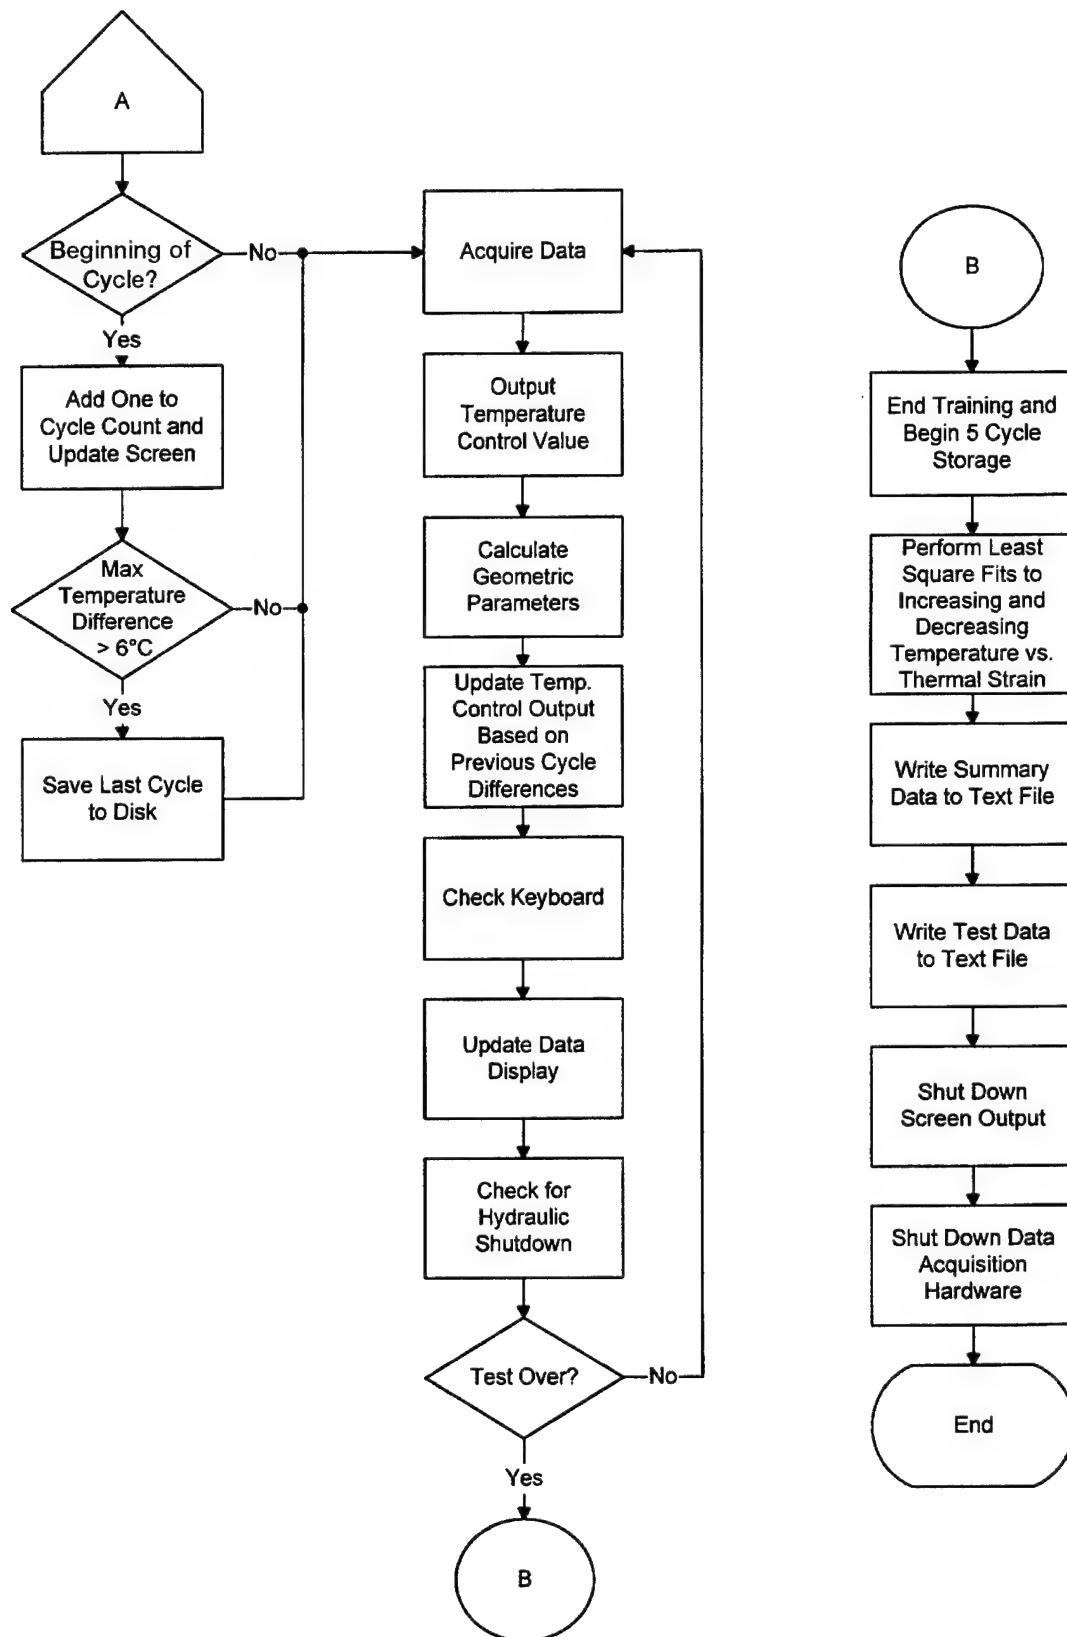 A
Beginning of
Cycle?
No
Yes
Add One to
Cycle Count and
Update Screen
Max
Temperature
Difference
> 6°C
No
Yes
Save Last Cycle
to Disk
Acquire Data
Output
Temperature
Control Value
Calculate
Geometric
Parameters
Update Temp.
Control Output
Based on
Previous Cycle
Differences
Check Keyboard
Update Data
Display
Check for
Hydraulic
Shutdown
Test Over?
No
Yes
B
B
End Training and
Begin 5 Cycle
Storage
Perform Least
Square Fits to
Increasing and
Decreasing
Temperature vs.
Thermal Strain
Write Summary
Data to Text File
Write Test Data
to Text File
Shut Down
Screen Output
Shut Down Data
Acquisition
Hardware
End